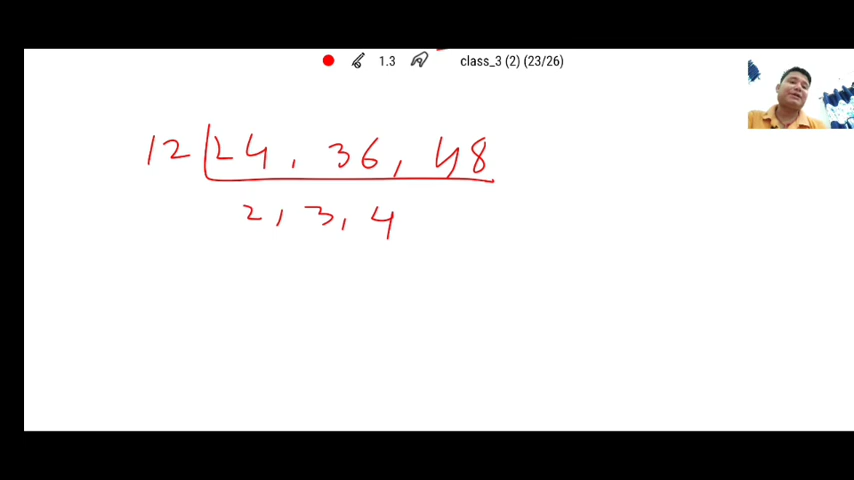 1.3 class_3 (2) (23/26)
12 24, 36, 48
2, 3, 4